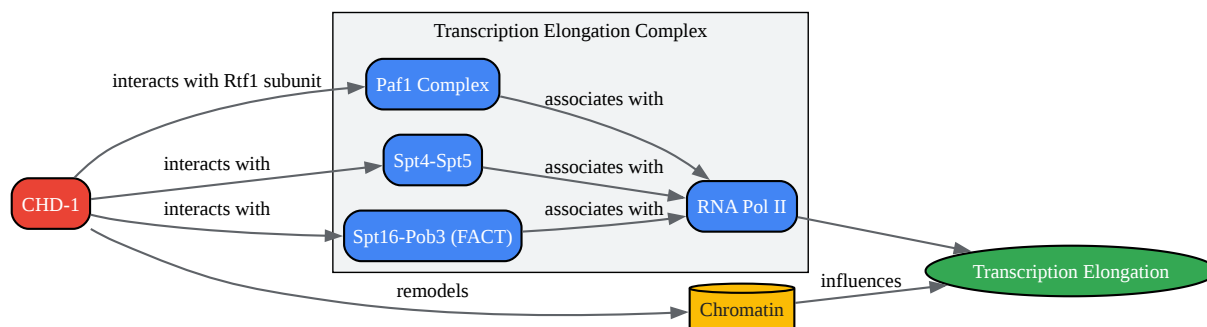 Transcription Elongation Complex
interacts with Rtf1 subunit
Paf1 Complex
associates with
interacts with
Spt4-Spt5
associates with
CHD-1
interacts with
Spt16-Pob3 (FACT)
associates with
RNA Pol II
Transcription Elongation
remodels
Chromatin
influences